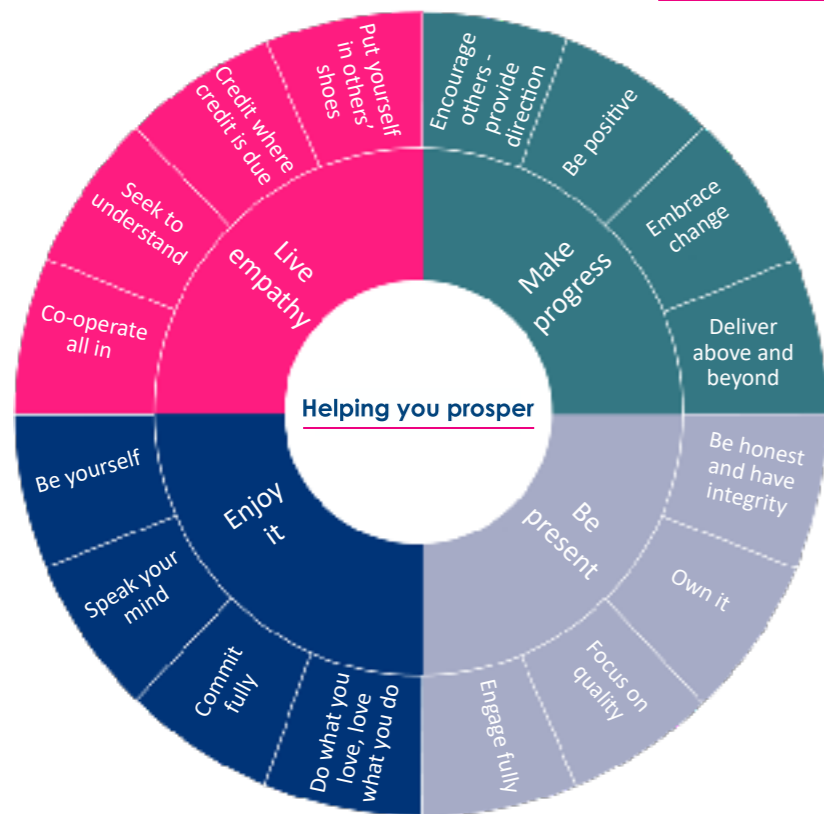 Put yourself
in others'
shoes
Credit where
credit is due
Seek to
understand
Co-operate
all in
Live
empathy
Encourage
others -
provide
direction
Be positive
Embrace
change
Deliver
above and
beyond
Make
progress
Helping you prosper
Be yourself
Speak your
mind
Commit
fully
Do what you
love, love
what you do
Enjoy
it
Be honest
and have
integrity
Own it
Focus on
quality
Engage fully
Be
present